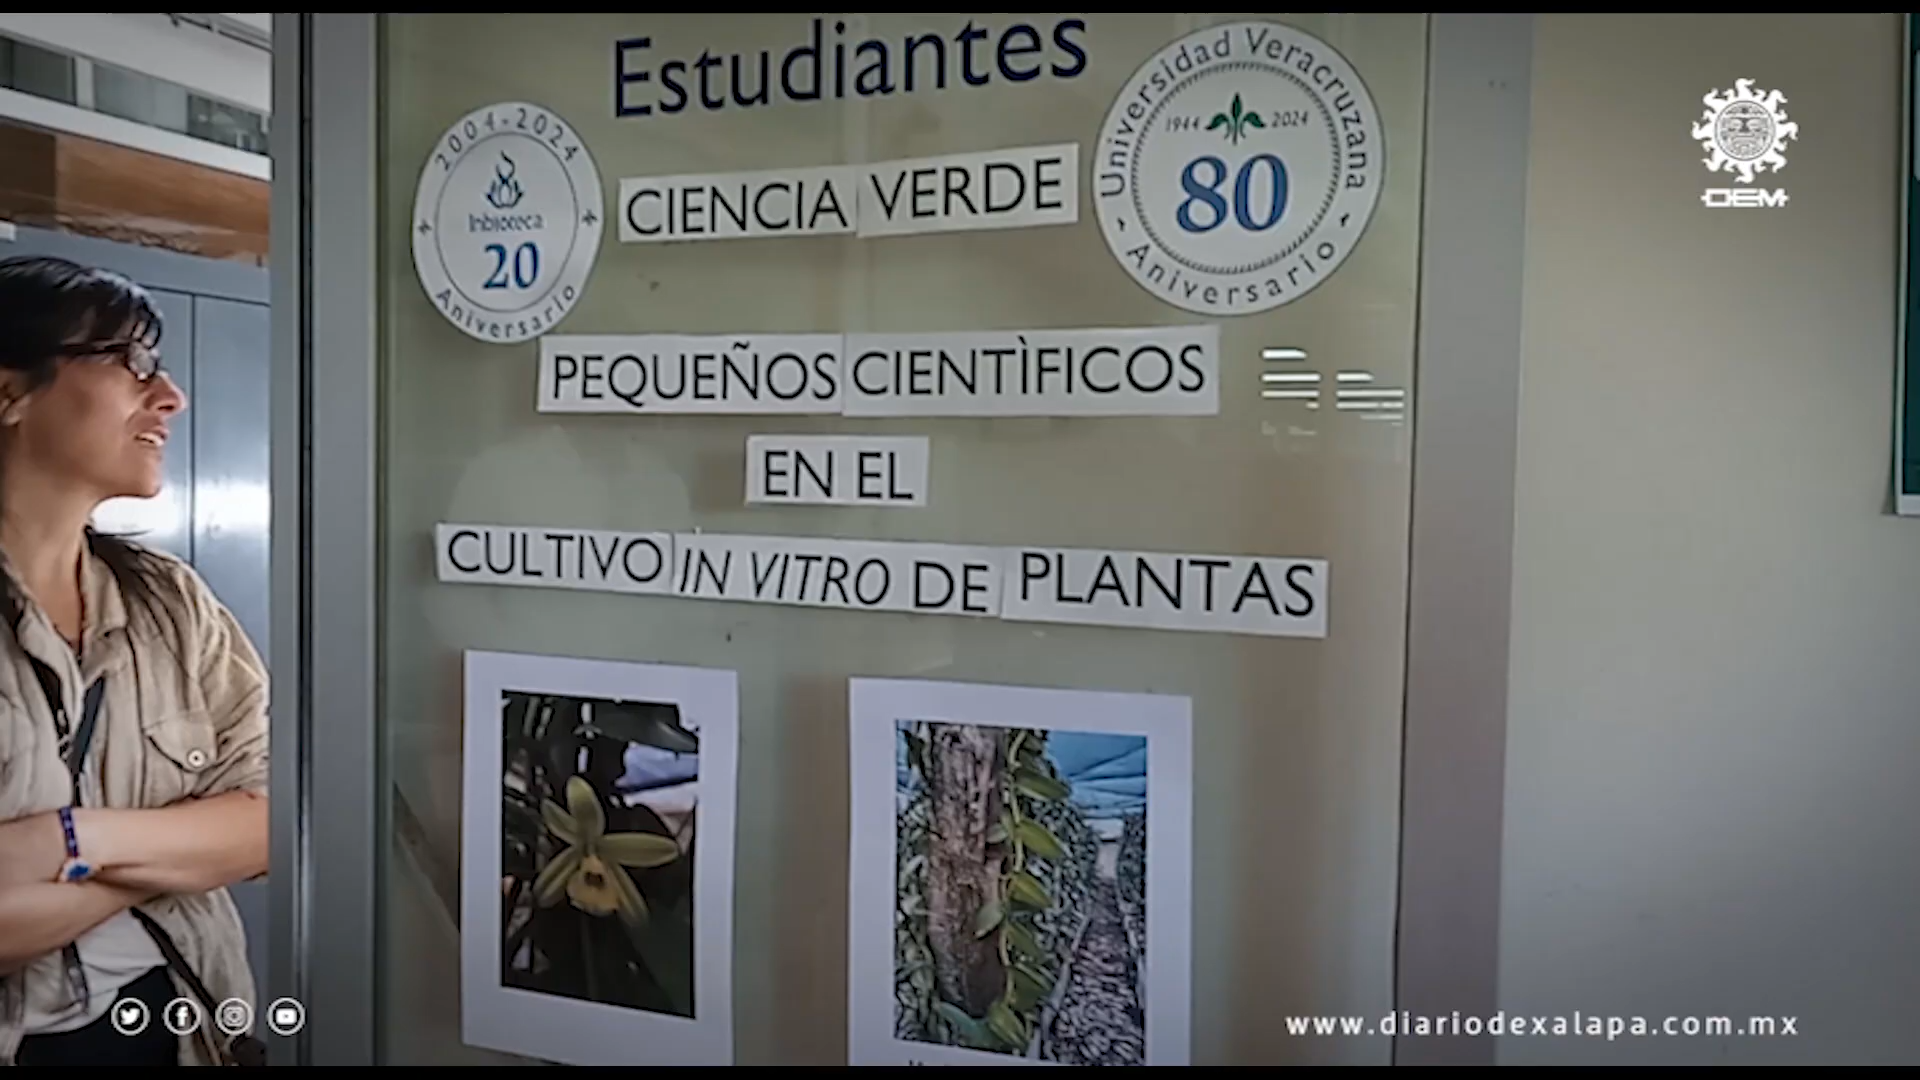 Estudiantes
2004-2024
Inbioteca
20
Aniversario
CIENCIA VERDE
Universidad Veracruzana
1944 2024
80
Aniversario
PEQUEÑOS CIENTÌFICOS
EN EL
CULTIVO IN VITRO DE PLANTAS
OEM
www.diariodexalapa.com.mx